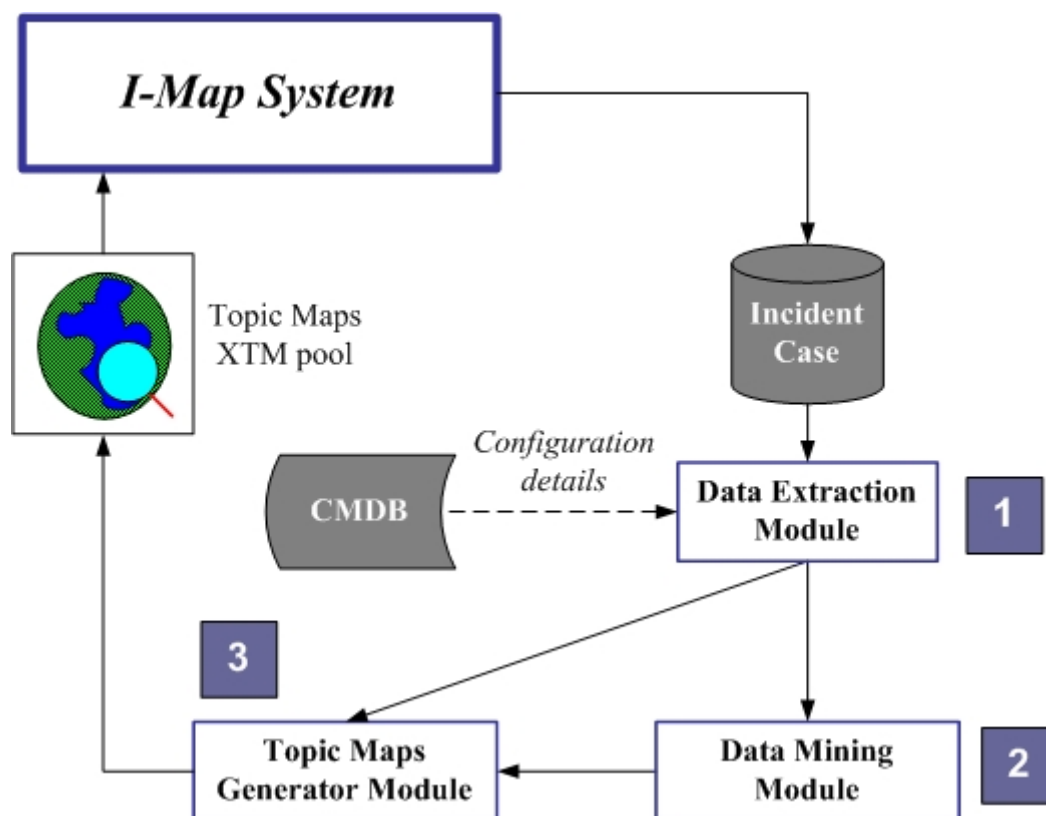 I-Map System
Topic Maps
XTM pool
Incident
Case
Configuration
details
CMDB
Data Extraction
Module
1
3
Topic Maps
Generator Module
Data Mining
Module
2